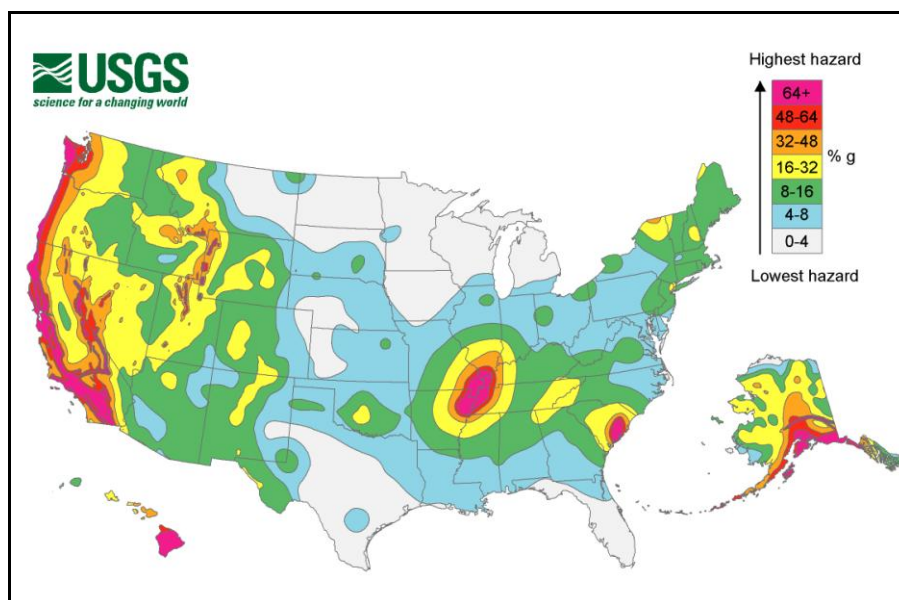 USGS
science for a changing world
Highest hazard
64+
48-64
32-48
16-32
8-16
4-8
0-4
% g
Lowest hazard